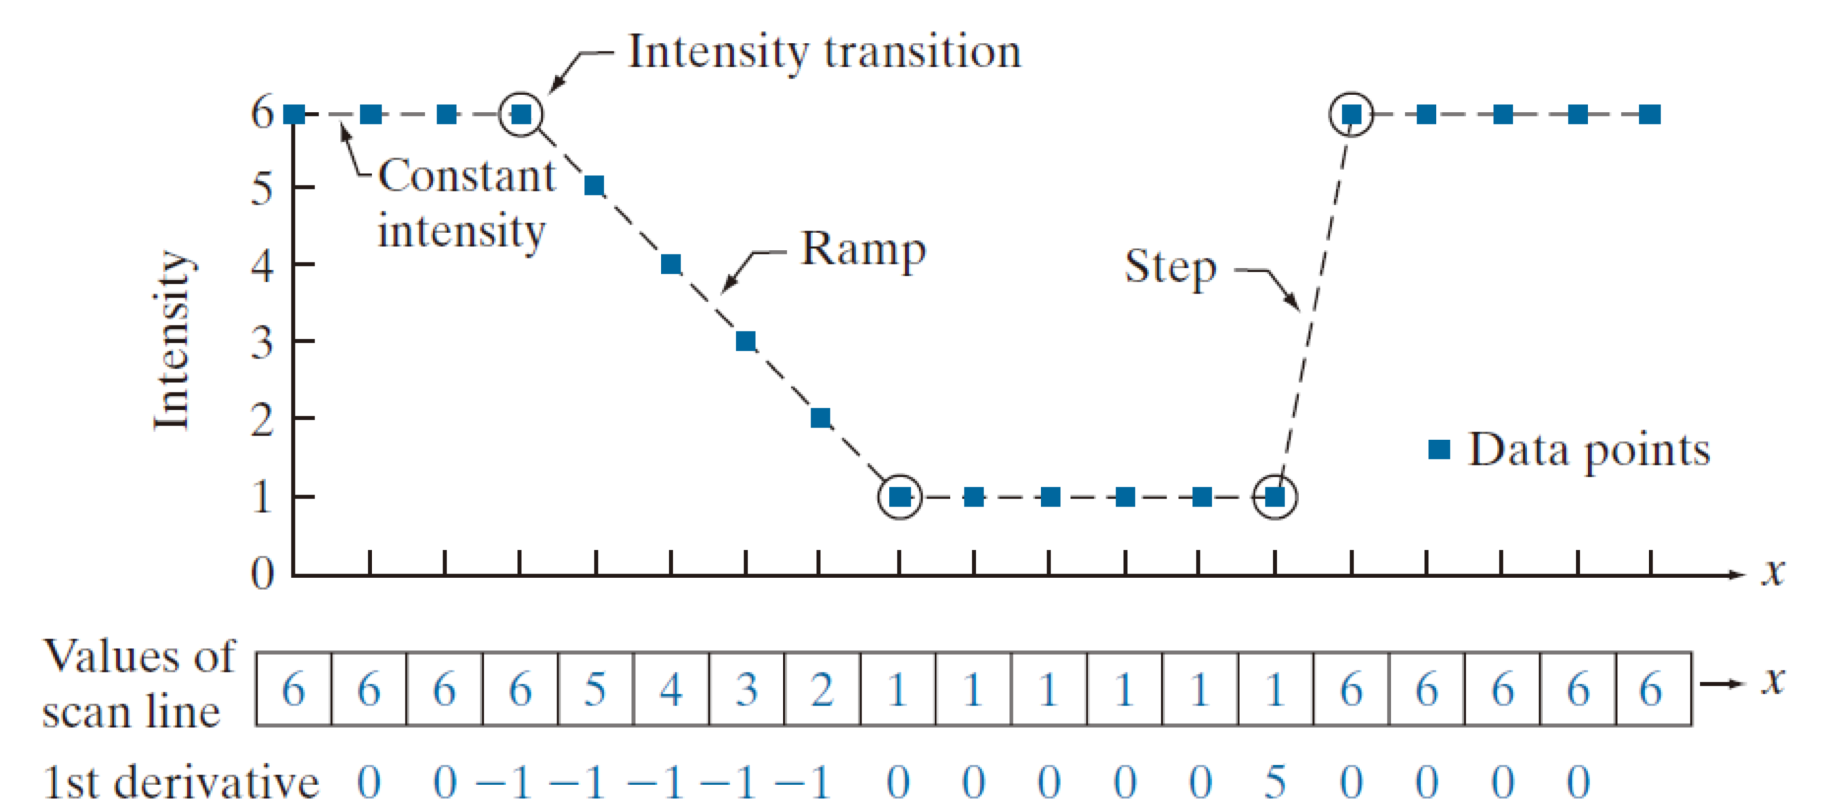 Intensity transition
6
Constant
intensity
5
4
Ramp
Step
3
2
Data points
1
0
x
Intensity
Values of
scan line
6 6 6 6 5 4 3 2 1 1 1 1 1 1 6 6 6 6 6
x
1st derivative 0 0 −1 −1 −1 −1 −1 0 0 0 0 0 5 0 0 0 0